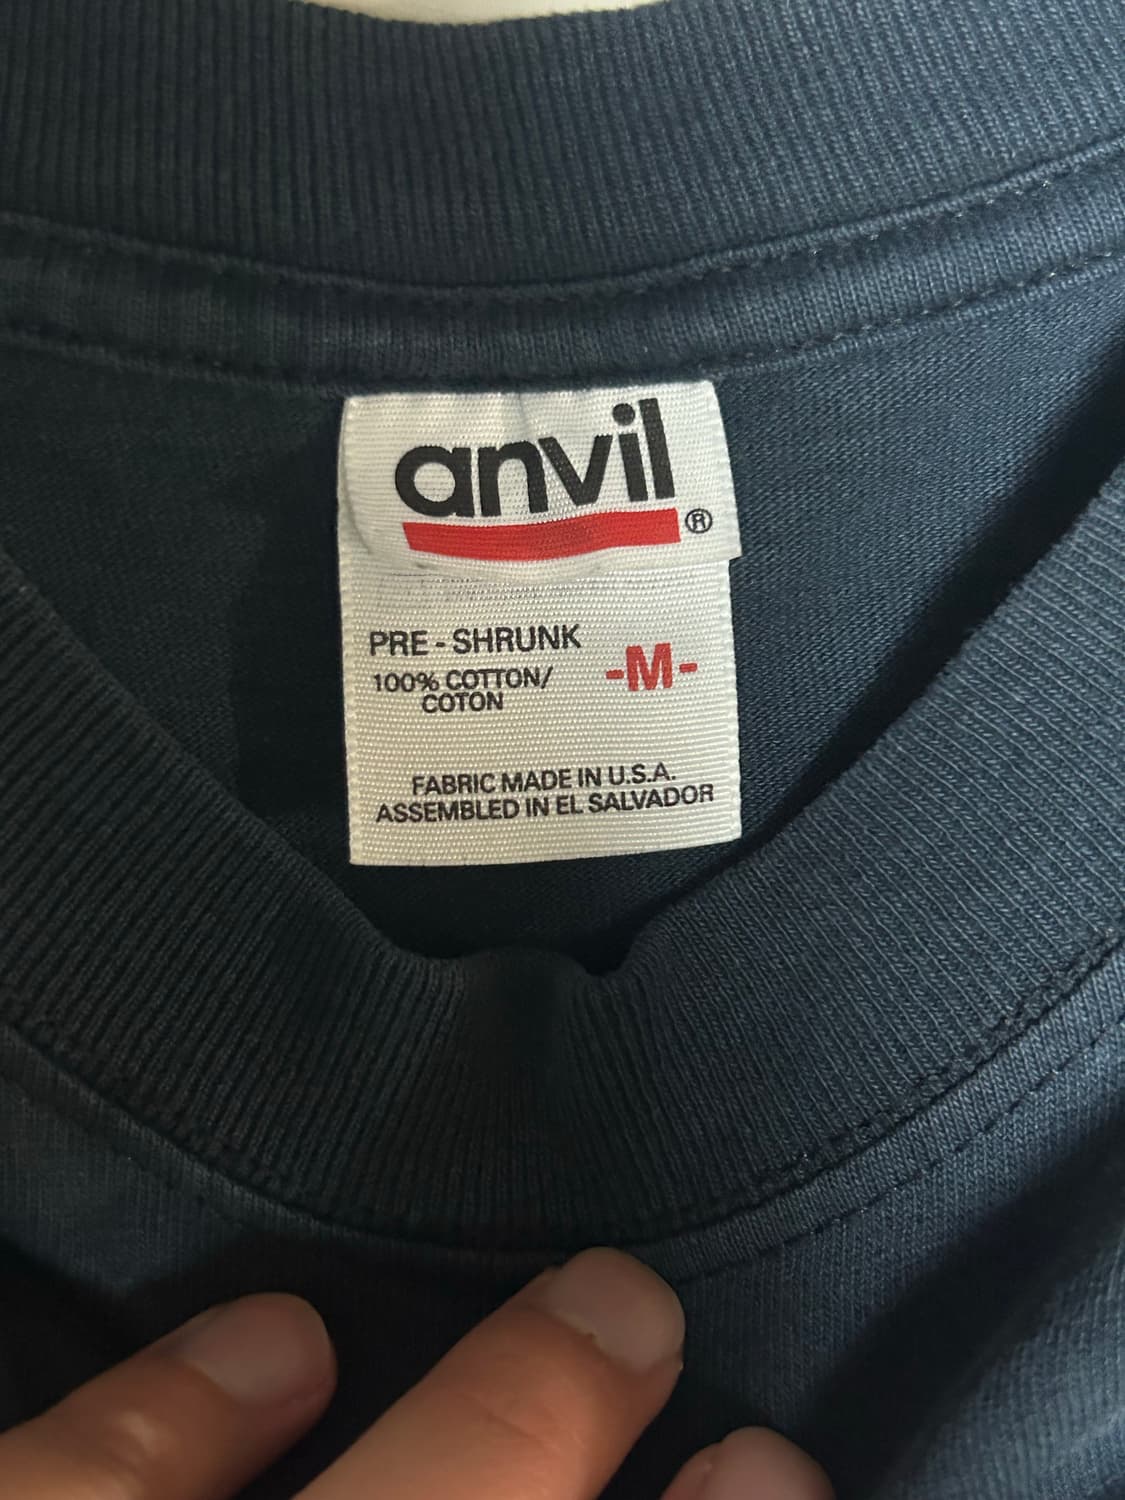 anvil
®
PRE - SHRUNK
100% COTTON/
COTON
-M-
FABRIC MADE IN U.S.A.
ASSEMBLED IN EL SALVADOR